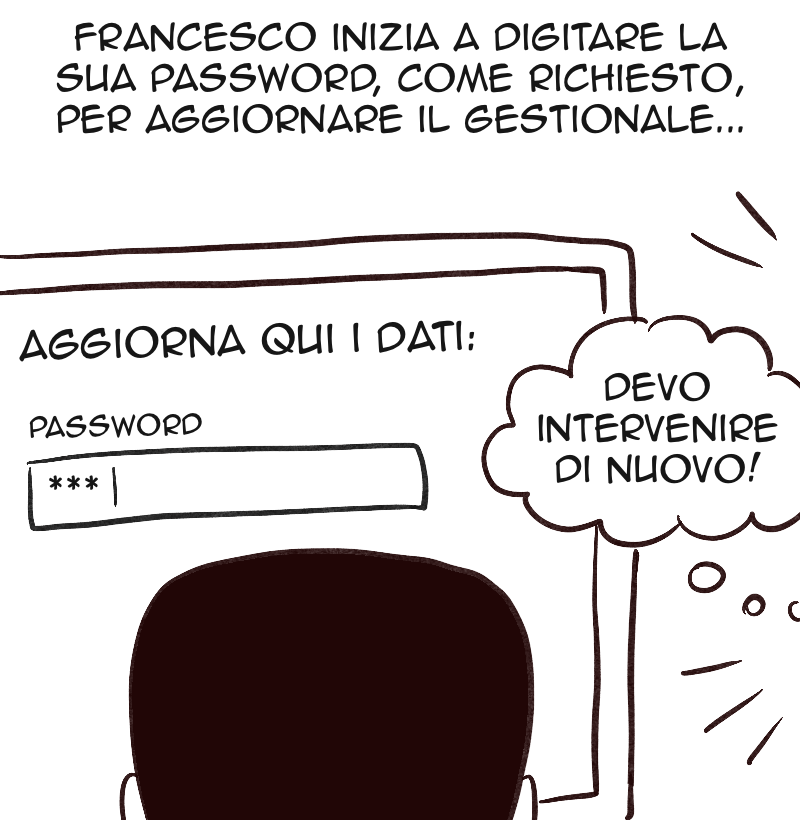 FRANCESCO INIZIA A DIGITARE LA
SUA PASSWORD, COME RICHIESTO,
PER AGGIORNARE IL GESTIONALE...
AGGIORNA QUI I DATI:
PASSWORD
***|
DEVO
INTERVENIRE
DI NUOVO!